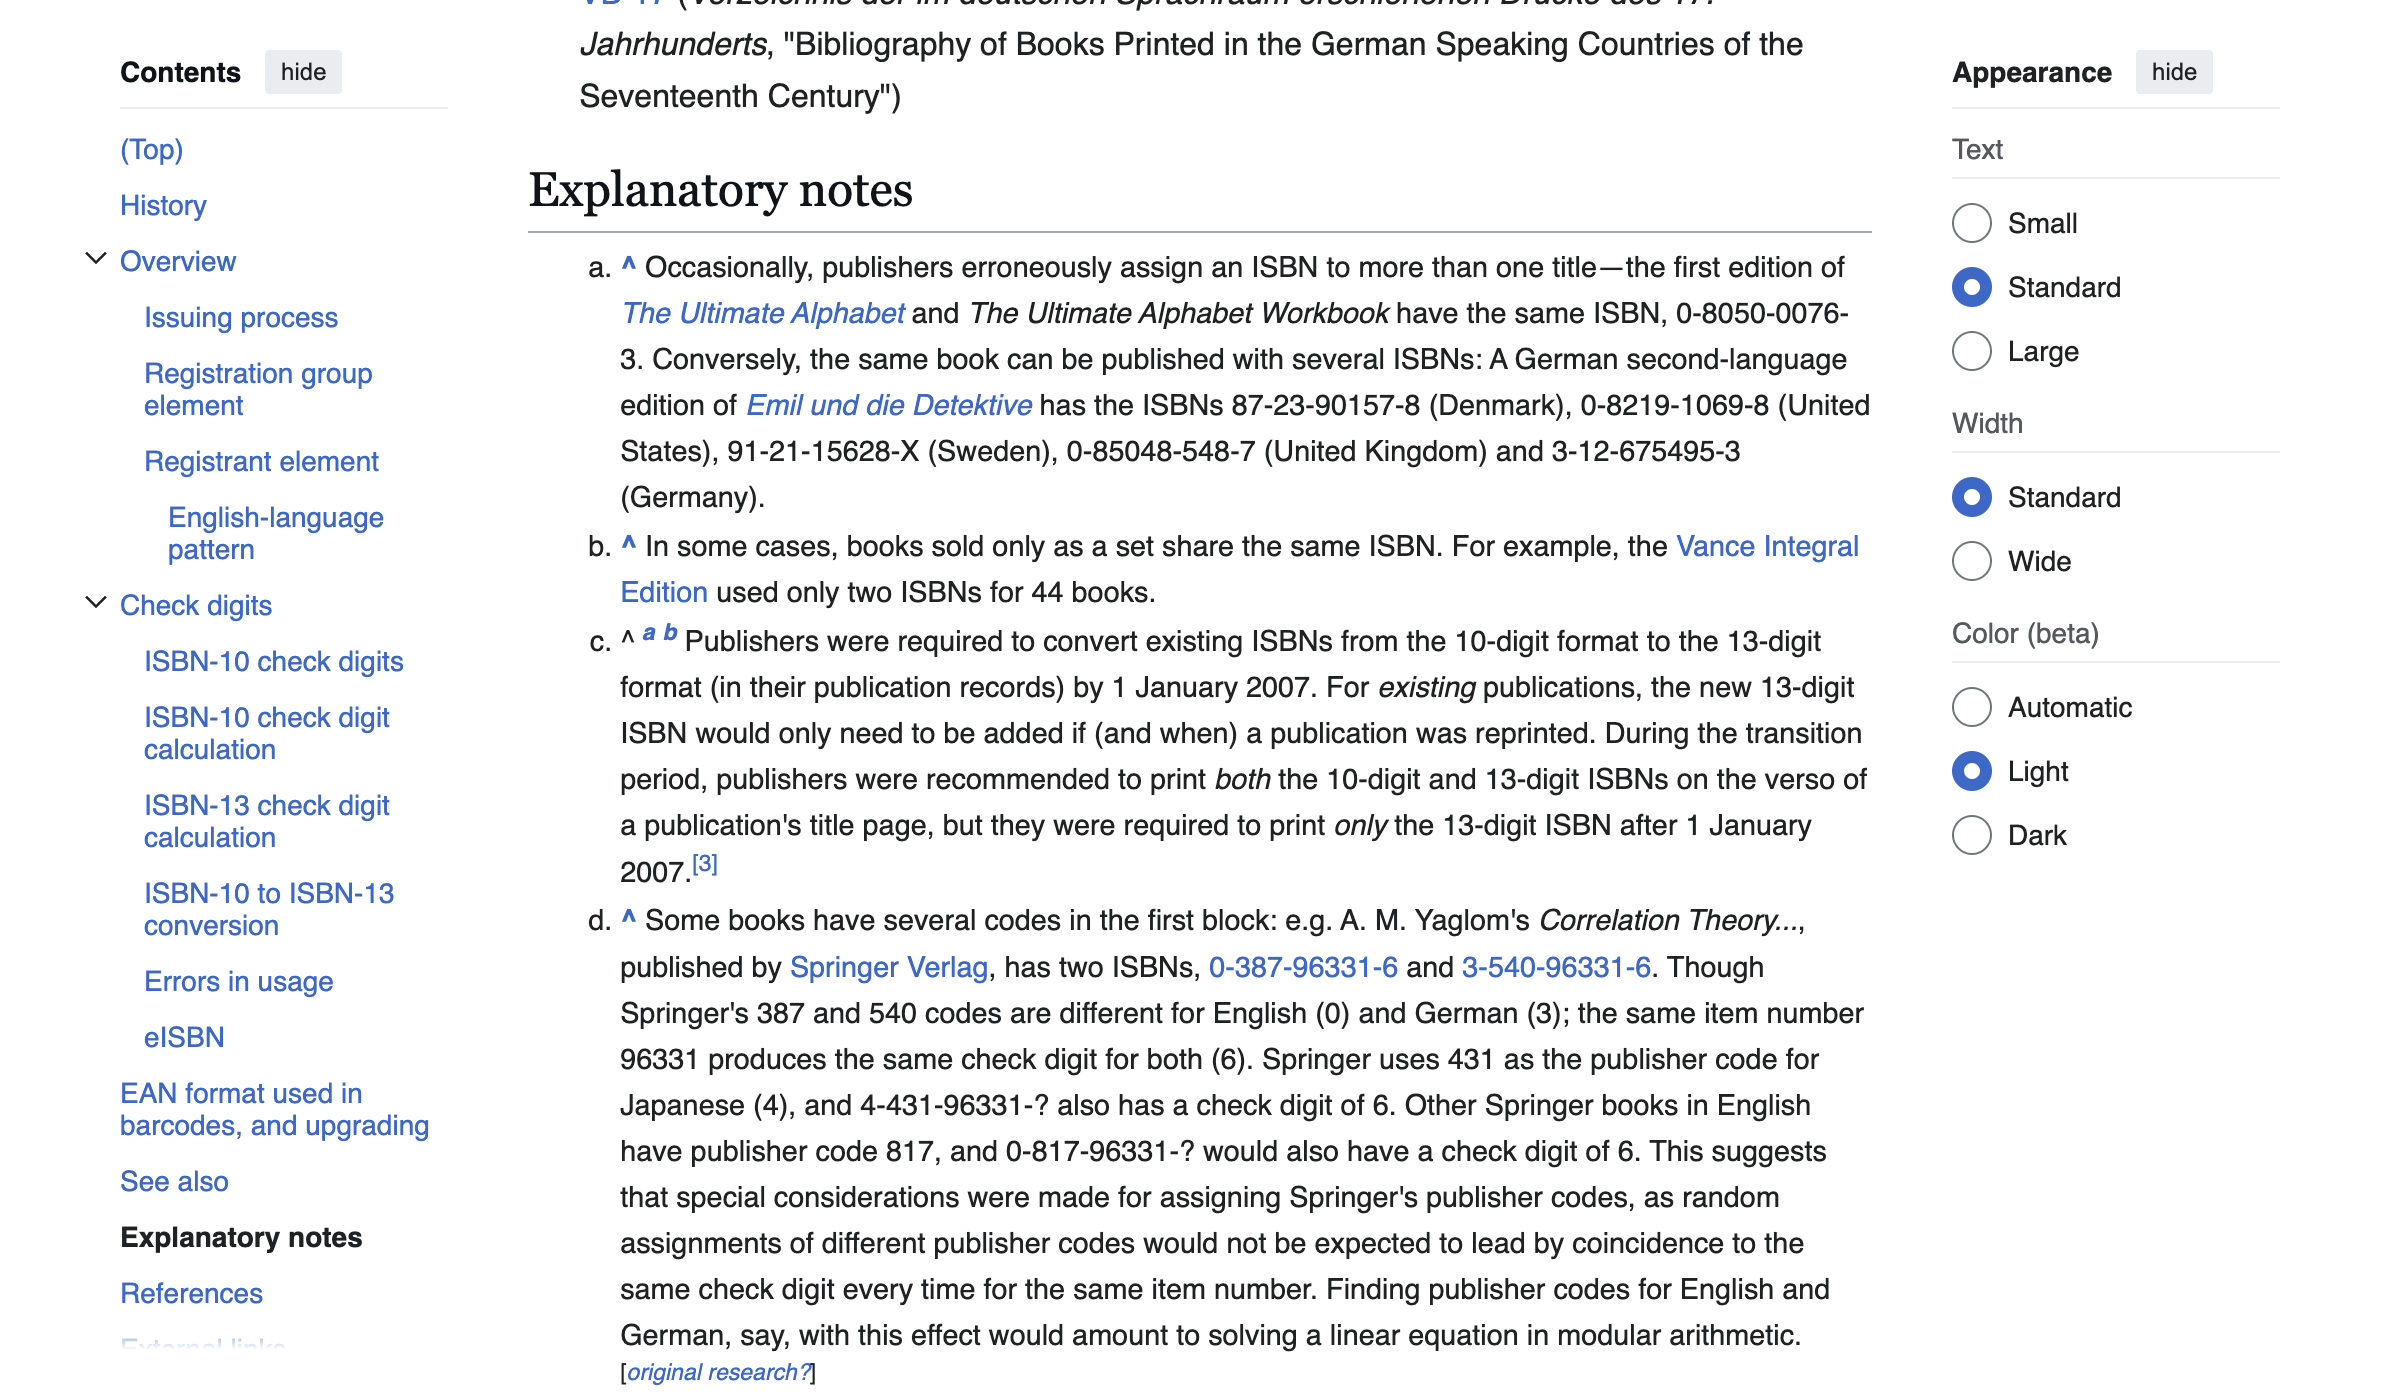 Contents hide
(Top)
History
Overview
Issuing process
Registration group
element
Registrant element
English-language
pattern
Check digits
ISBN-10 check digits
ISBN-10 check digit
calculation
ISBN-13 check digit
calculation
ISBN-10 to ISBN-13
conversion
Errors in usage
eISBN
EAN format used in
barcodes, and upgrading
See also
Explanatory notes
References
External links
VD 17 (Verzeichnis der im deutschen Sprachraum erschienenen Drucke des 17.
Jahrhunderts, "Bibliography of Books Printed in the German Speaking Countries of the
Seventeenth Century")
Explanatory notes
a. ^ Occasionally, publishers erroneously assign an ISBN to more than one title—the first edition of
The Ultimate Alphabet and The Ultimate Alphabet Workbook have the same ISBN, 0-8050-0076-
3. Conversely, the same book can be published with several ISBNs: A German second-language
edition of Emil und die Detektive has the ISBNs 87-23-90157-8 (Denmark), 0-8219-1069-8 (United
States), 91-21-15628-X (Sweden), 0-85048-548-7 (United Kingdom) and 3-12-675495-3
(Germany).
b. ^ In some cases, books sold only as a set share the same ISBN. For example, the Vance Integral
Edition used only two ISBNs for 44 books.
c. ^ a b Publishers were required to convert existing ISBNs from the 10-digit format to the 13-digit
format (in their publication records) by 1 January 2007. For existing publications, the new 13-digit
ISBN would only need to be added if (and when) a publication was reprinted. During the transition
period, publishers were recommended to print both the 10-digit and 13-digit ISBNs on the verso of
a publication's title page, but they were required to print only the 13-digit ISBN after 1 January
2007.[3]
d. ^ Some books have several codes in the first block: e.g. A. M. Yaglom's Correlation Theory...,
published by Springer Verlag, has two ISBNs, 0-387-96331-6 and 3-540-96331-6. Though
Springer's 387 and 540 codes are different for English (0) and German (3); the same item number
96331 produces the same check digit for both (6). Springer uses 431 as the publisher code for
Japanese (4), and 4-431-96331-? also has a check digit of 6. Other Springer books in English
have publisher code 817, and 0-817-96331-? would also have a check digit of 6. This suggests
that special considerations were made for assigning Springer's publisher codes, as random
assignments of different publisher codes would not be expected to lead by coincidence to the
same check digit every time for the same item number. Finding publisher codes for English and
German, say, with this effect would amount to solving a linear equation in modular arithmetic.
[original research?]
Appearance hide
Text
Small
Standard
Large
Width
Standard
Wide
Color (beta)
Automatic
Light
Dark